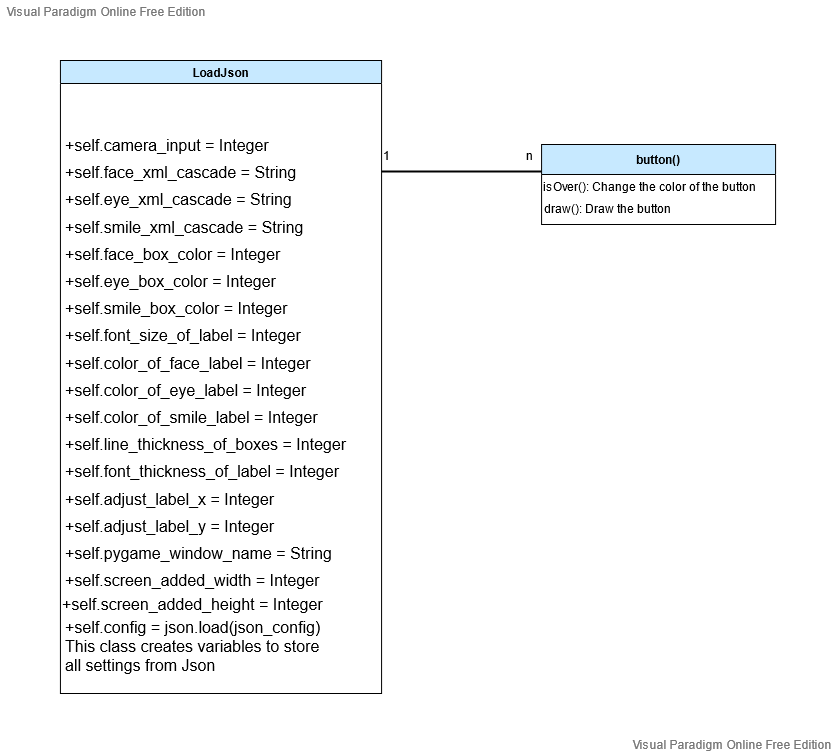 Visual Paradigm Online Free Edition
LoadJson
+self.camera_input = Integer
+self.face_xml_cascade = String
+self.eye_xml_cascade = String
+self.smile_xml_cascade = String
+self.face_box_color = Integer
+self.eye_box_color = Integer
+self.smile_box_color = Integer
+self.font_size_of_label = Integer
+self.color_of_face_label = Integer
+self.color_of_eye_label = Integer
+self.color_of_smile_label = Integer
+self.line_thickness_of_boxes = Integer
+self.font_thickness_of_label = Integer
+self.adjust_label_x = Integer
+self.adjust_label_y = Integer
+self.pygame_window_name = String
+self.screen_added_width = Integer
+self.screen_added_height = Integer
+self.config = json.load(json_config)
This class creates variables to store
all settings from Json
1
n
button()
isOver(): Change the color of the button
draw(): Draw the button
Visual Paradigm Online Free Edition